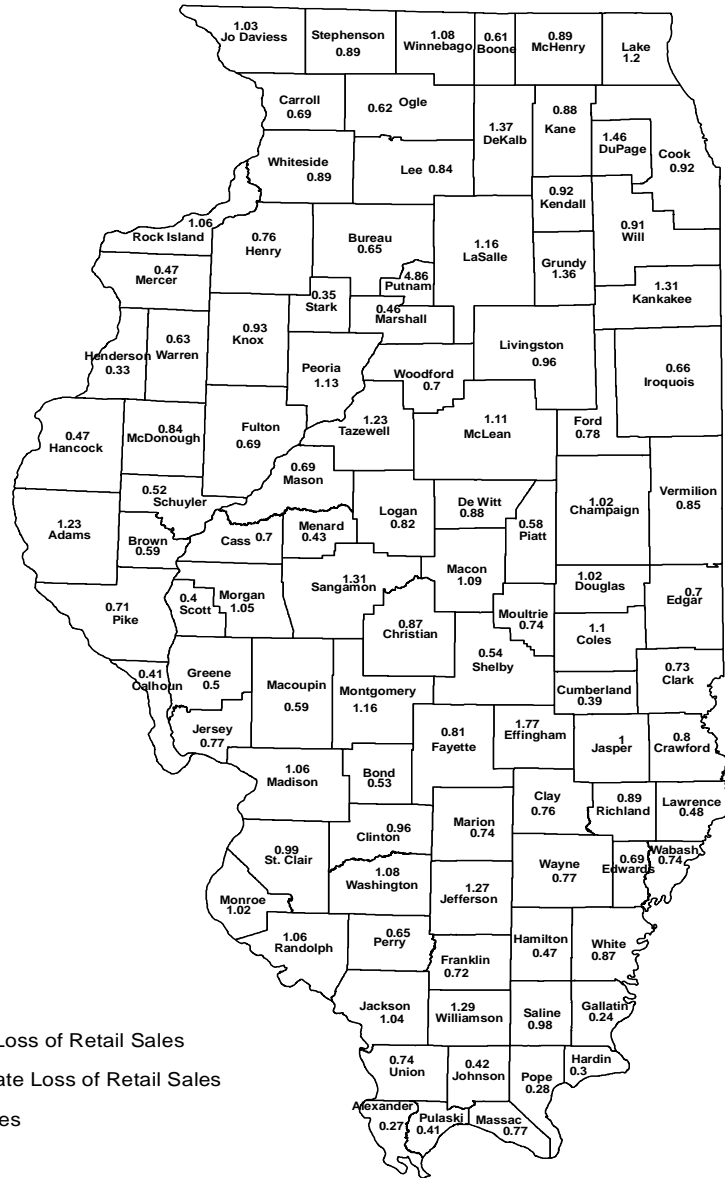 1.03
Jo Daviess
Stephenson
0.89
1.08
Winnebago
0.61
Boone
0.89
McHenry
Lake
1.2
Carroll
0.69
0.62 Ogle
1.37
DeKalb
0.88
Kane
1.46
DuPage
Cook
0.92
Whiteside
0.89
Lee 0.84
0.92
Kendall
0.91
Will
1.06
Rock Island
0.76
Henry
Bureau
0.65
1.16
LaSalle
Grundy
1.36
0.47
Mercer
4.86
Putnam
1.31
Kankakee
0.35
Stark
0.46
Marshall
0.63
Warren
Henderson
0.33
0.93
Knox
Peoria
1.13
Woodford
0.7
Livingston
0.96
0.66
Iroquois
0.47
Hancock
0.84
McDonough
Fulton
0.69
1.23
Tazewell
1.11
McLean
Ford
0.78
0.69
Mason
0.52
Schuyler
1.23
Adams
Brown
0.59
Cass 0.7
Menard
0.43
Logan
0.82
De Witt
0.88
0.58
Piatt
1.02
Champaign
Vermilion
0.85
0.71
Pike
0.4
Scott
Morgan
1.05
1.31
Sangamon
Macon
1.09
1.02
Douglas
0.7
Edgar
0.87
Christian
Moultrie
0.74
1.1
Coles
0.41
Calhoun
Greene
0.5
Macoupin
0.59
Montgomery
1.16
0.54
Shelby
Cumberland
0.39
0.73
Clark
Jersey
0.77
0.81
Fayette
1.77
Effingham
1
Jasper
0.8
Crawford
1.06
Madison
Bond
0.53
Clay
0.76
0.89
Richland
Lawrence
0.48
0.99
St. Clair
0.96
Clinton
Marion
0.74
Wayne
0.77
0.69
Edwards
Wabash
0.74
1.08
Washington
Monroe
1.02
1.27
Jefferson
1.06
Randolph
0.65
Perry
Franklin
0.72
Hamilton
0.47
White
0.87
Jackson
1.04
1.29
Williamson
Saline
0.98
Gallatin
0.24
Loss of Retail Sales
ate Loss of Retail Sales
es
0.74
Union
0.42
Johnson
Pope
0.28
Hardin
0.3
Alexander
0.27
Pulaski
0.41
Massac
0.77